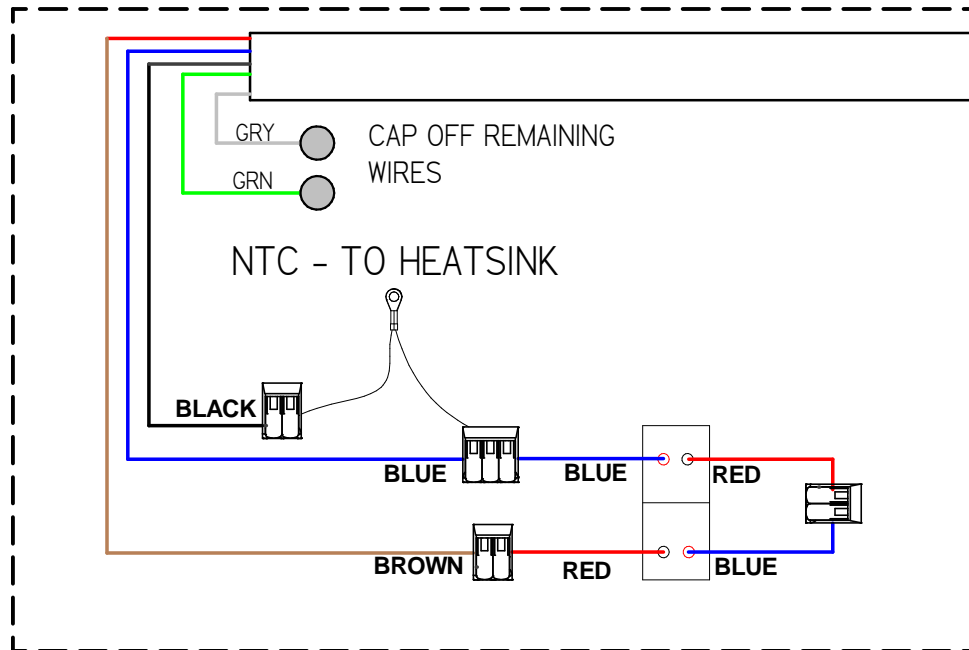 GRY
CAP OFF REMAINING
WIRES
GRN
NTC - TO HEATSINK
BLACK
BLUE
BLUE
RED
BROWN
RED
BLUE